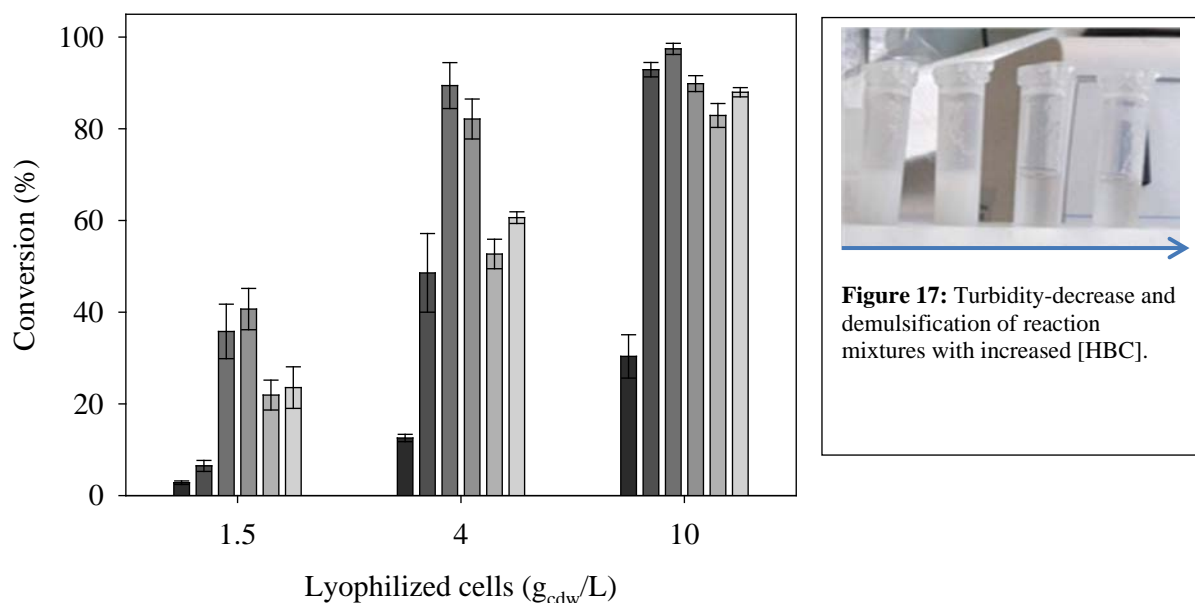 100
80
60
40
20
0
Conversion (%)
1.5 4 10
Lyophilized cells (g_cdw/L)
Figure 17: Turbidity-decrease and
demulsification of reaction
mixtures with increased [HBC].